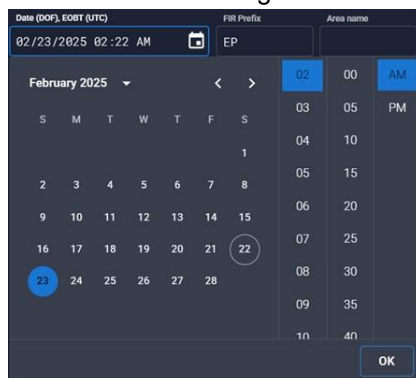 Date (DOF), EOBT (UTC) FIR Prefix Area name
02/23/2025 02:22 AM EP
February 2025 02 00 AM
03 05 PM
S M T W T F S
04 10
1
05 15
2 3 4 5 6 7 8
06 20
9 10 11 12 13 14 15
07 25
16 17 18 19 20 21 22
08 30
23 24 25 26 27 28
09 35
10 40
OK